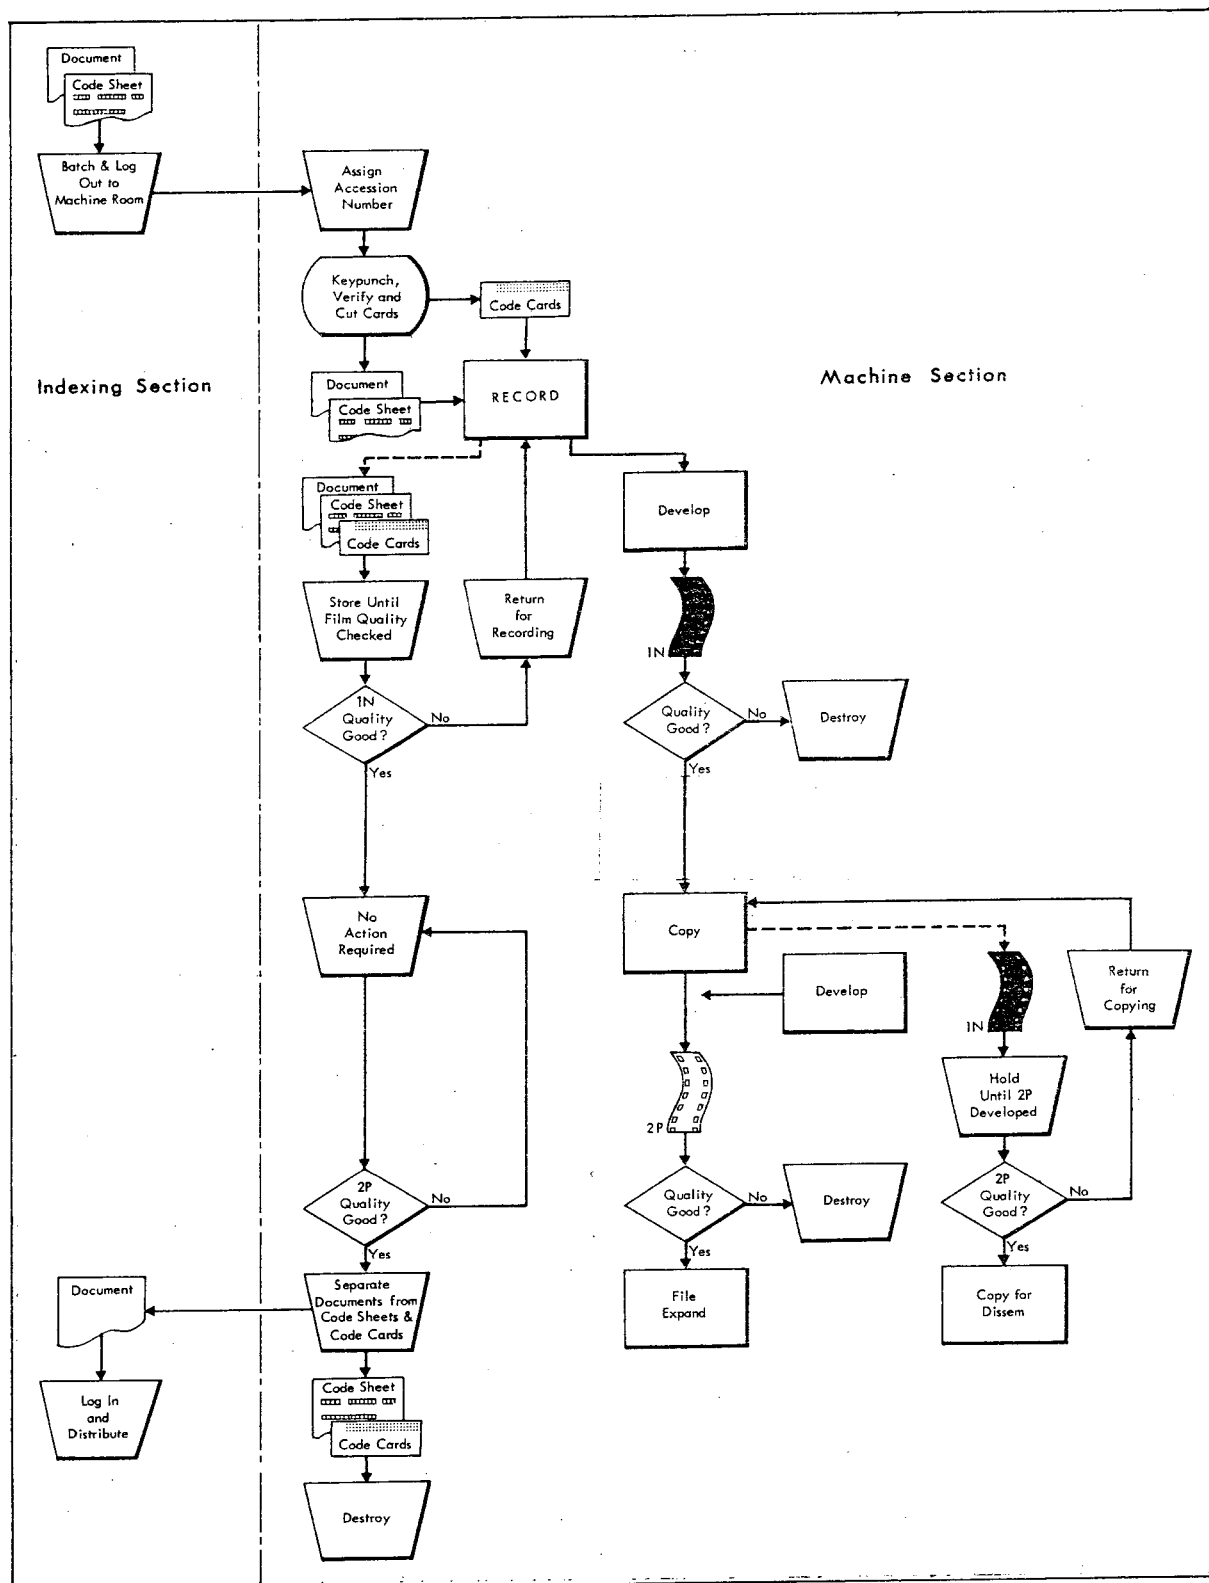 Document
Code Sheet
Batch & Log
Out to
Machine Room
Assign
Accession
Number
Keypunch,
Verify and
Cut Cards
Code Cards
Indexing Section
Machine Section
Document
Code Sheet
RECORD
Document
Code Sheet
Code Cards
Develop
Store Until
Film Quality
Checked
Return
for
Recording
1N
1N
Quality
Good?
No
Yes
Quality
Good?
No
Yes
Destroy
No
Action
Required
Copy
Develop
1N
Return
for
Copying
Hold
Until 2P
Developed
2P
2P
Quality
Good?
No
Yes
Quality
Good?
No
Yes
Destroy
2P
Quality
Good?
No
Yes
Document
Separate
Documents from
Code Sheets &
Code Cards
File
Expand
Copy for
Dissem
Log In
and
Distribute
Code Sheet
Code Cards
Destroy